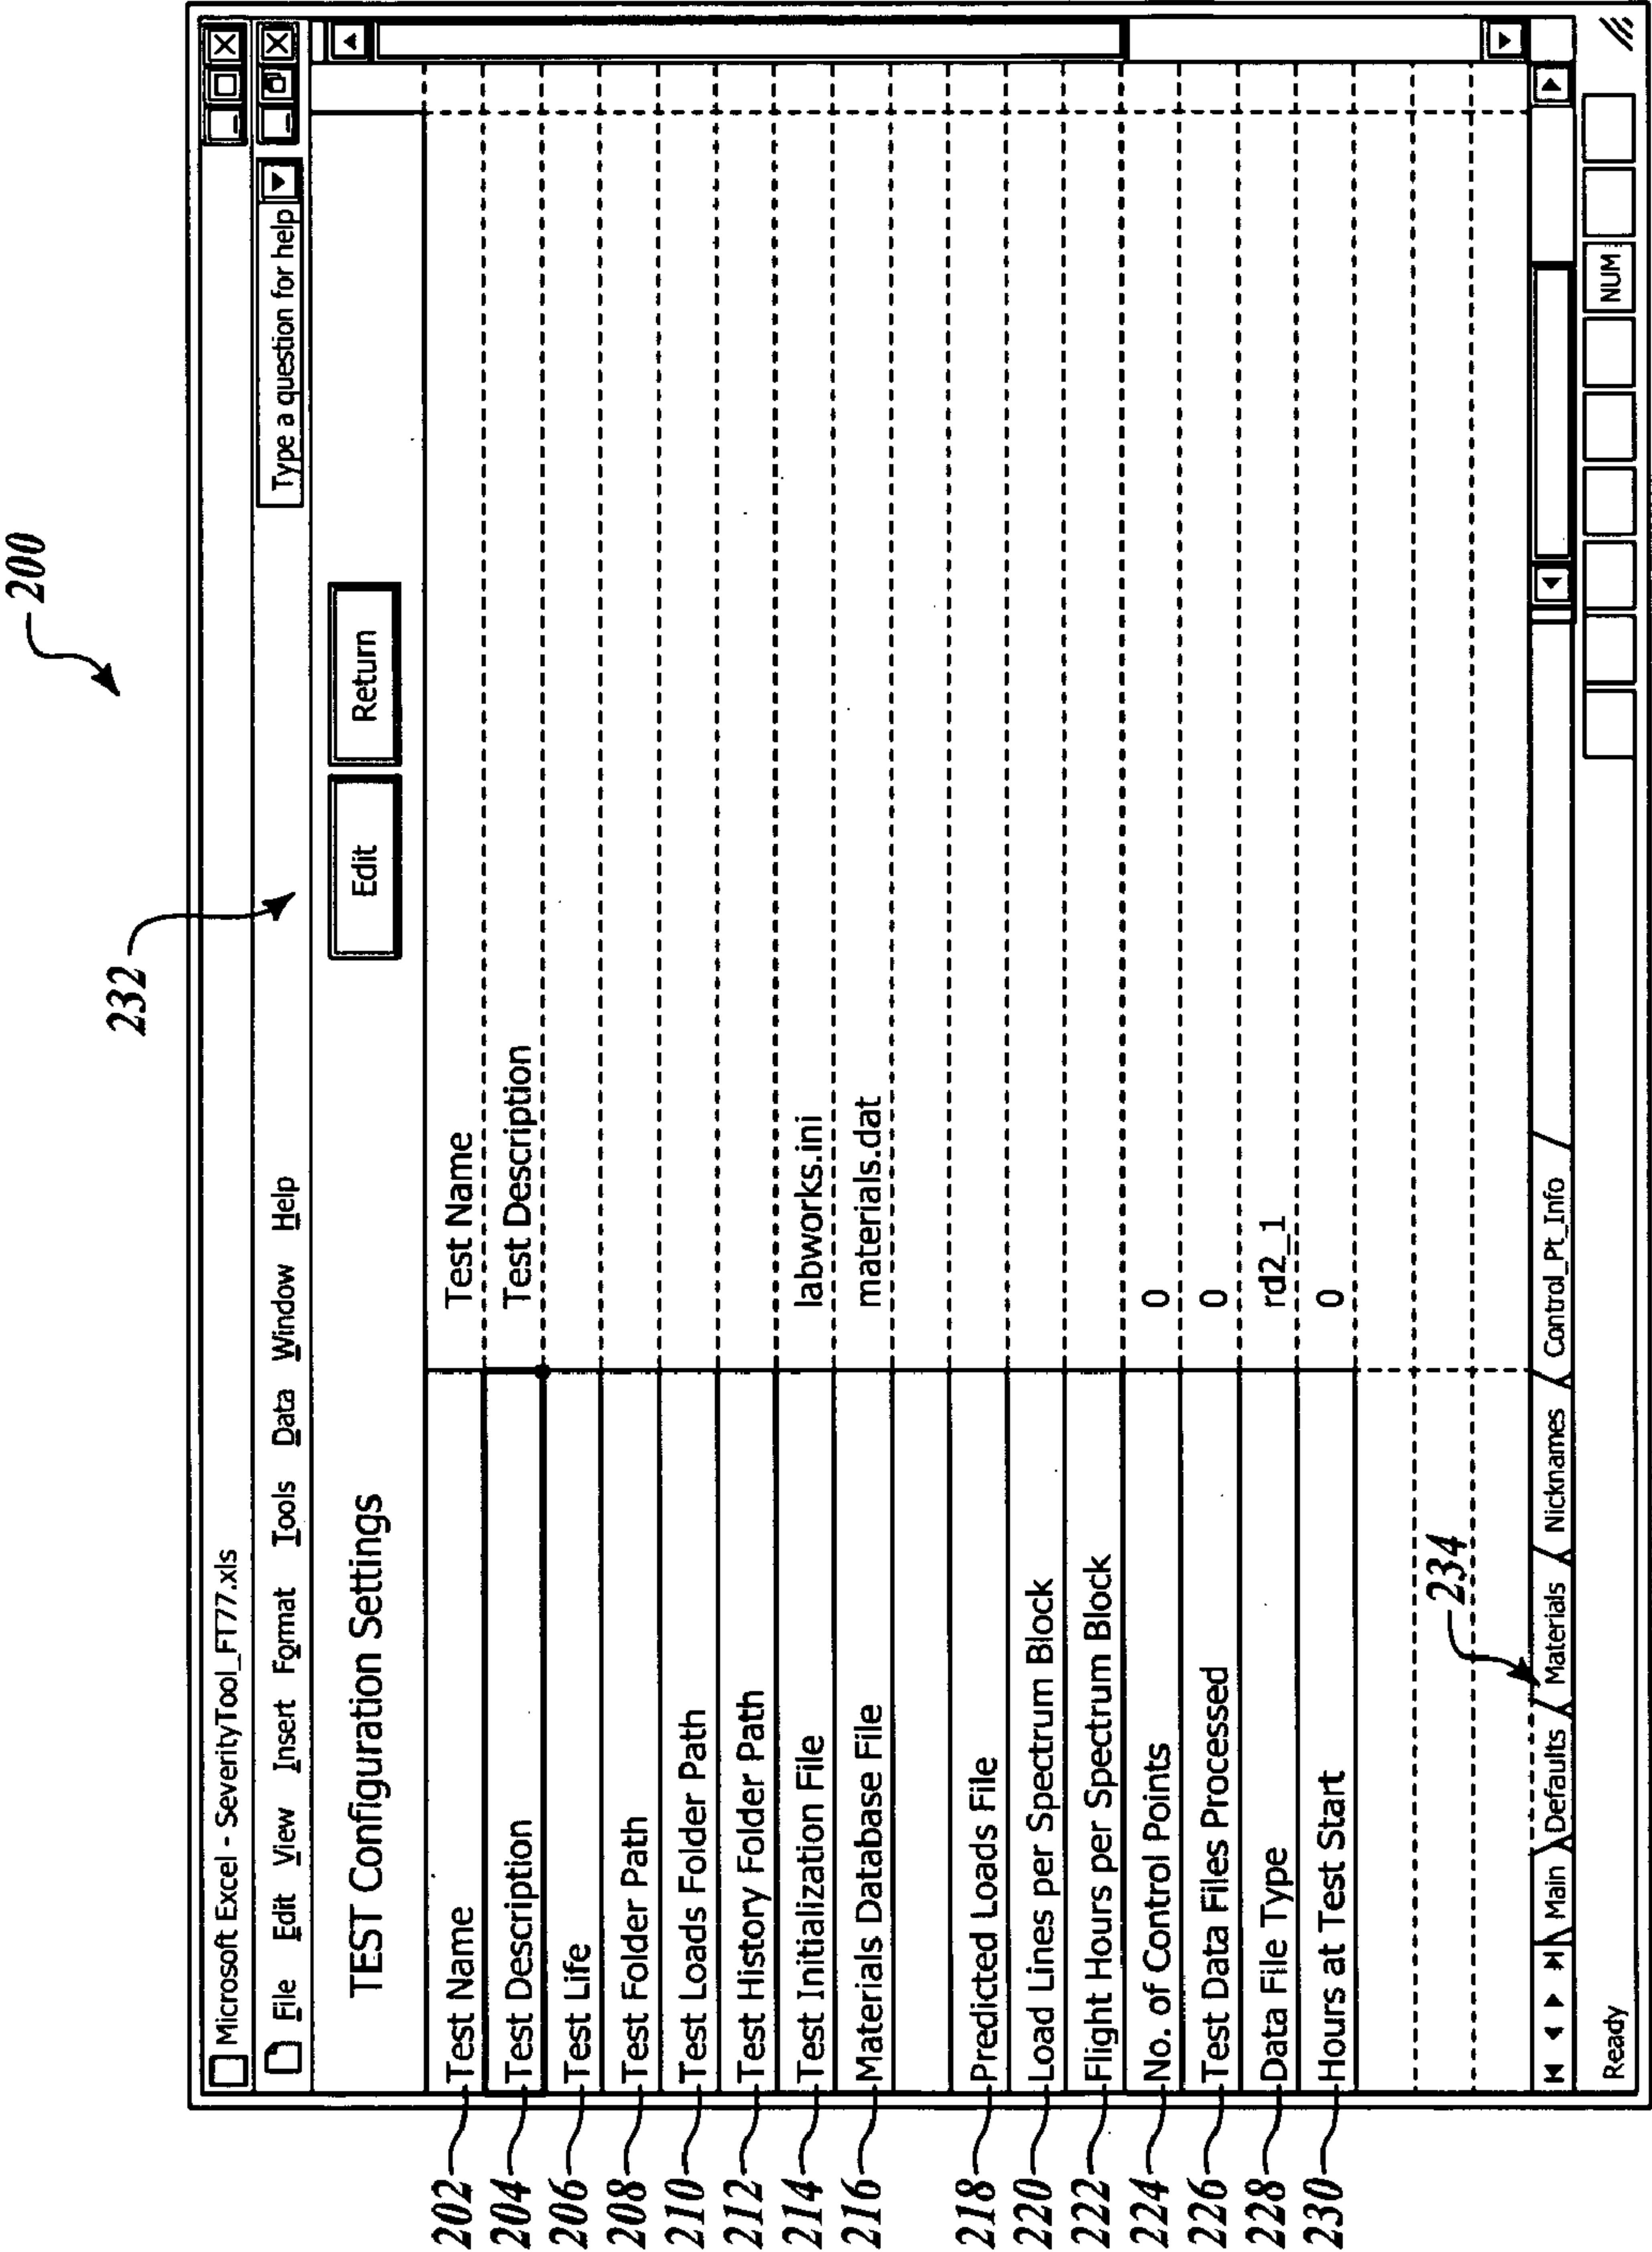 200
232
Microsoft Excel - SeverityTool_FT77.xls
File Edit View Insert Format Tools Data Window Help Type a question for help
TEST Configuration Settings Edit Return
202 Test Name Test Name
204 Test Description Test Description
206 Test Life
208 Test Folder Path
210 Test Loads Folder Path
212 Test History Folder Path
214 Test Initialization File labworks.ini
216 Materials Database File materials.dat
218 Predicted Loads File
220 Load Lines per Spectrum Block
222 Flight Hours per Spectrum Block
224 No. of Control Points 0
226 Test Data Files Processed 0
228 Data File Type rd2_1
230 Hours at Test Start 0
234
Main Defaults Materials Nicknames Control_Pt_Info
Ready NUM